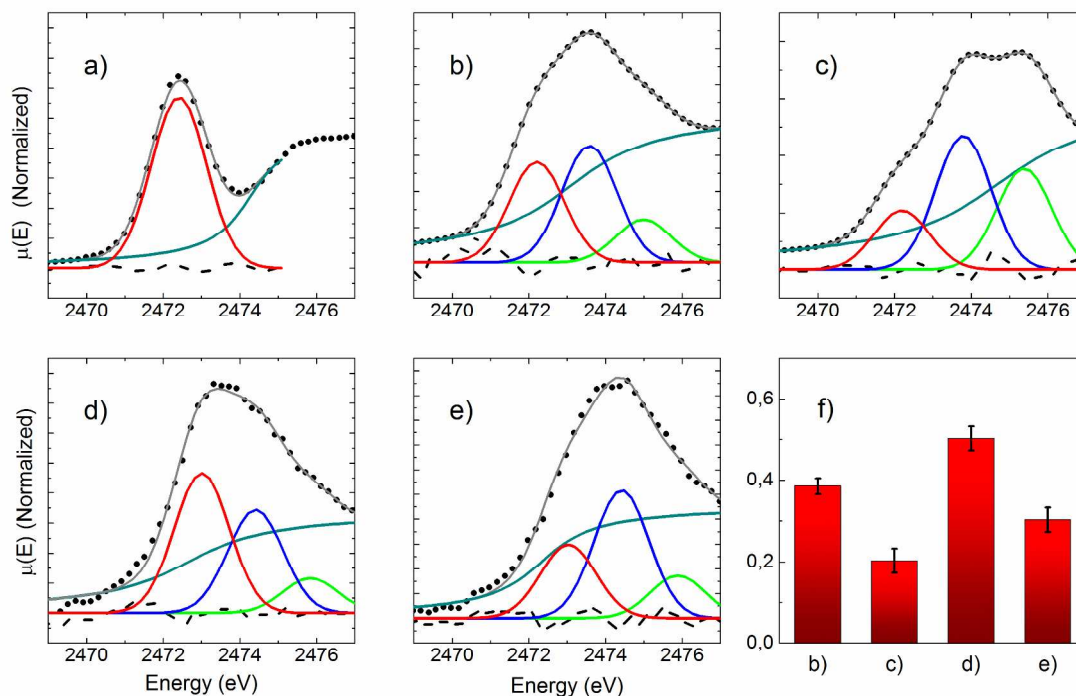 a)
b)
c)
μ(E) (Normalized)
2470 2472 2474 2476
2470 2472 2474 2476
2470 2472 2474 2476
d)
e)
f)
0,6
0,4
0,2
0,0
μ(E) (Normalized)
2470 2472 2474 2476
2470 2472 2474 2476
b) c) d) e)
Energy (eV)
Energy (eV)